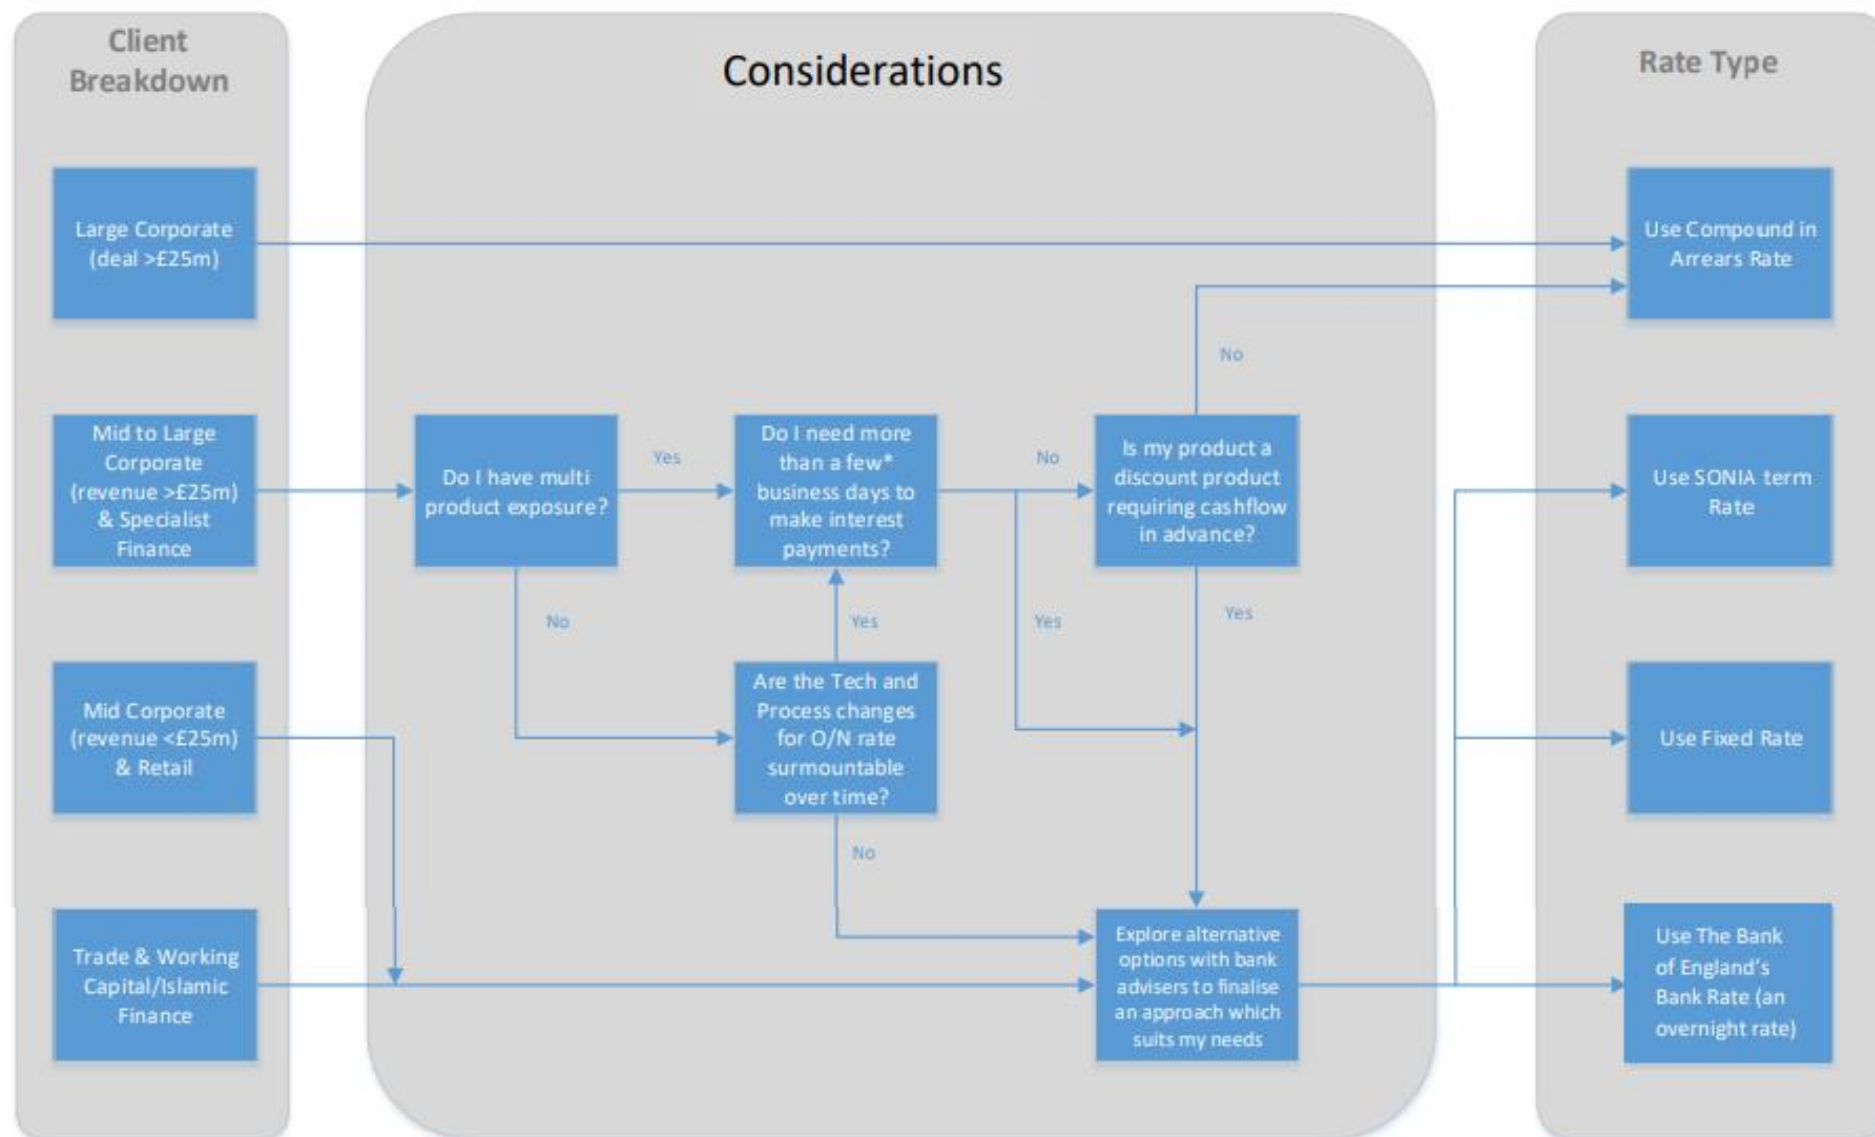 Client
Breakdown
Considerations
Rate Type
Large Corporate
(deal >£25m)
Use Compound in
Arrears Rate
No
Mid to Large
Corporate
(revenue >£25m)
& Specialist
Finance
Do I have multi
product exposure?
Yes
Do I need more
than a few*
business days to
make interest
payments?
No
Is my product a
discount product
requiring cashflow
in advance?
Use SONIA term
Rate
No
Yes
Yes
Yes
Mid Corporate
(revenue <£25m)
& Retail
Are the Tech and
Process changes
for O/N rate
surmountable
over time?
Use Fixed Rate
No
Trade & Working
Capital/Islamic
Finance
Explore alternative
options with bank
advisers to finalise
an approach which
suits my needs
Use The Bank
of England's
Bank Rate (an
overnight rate)